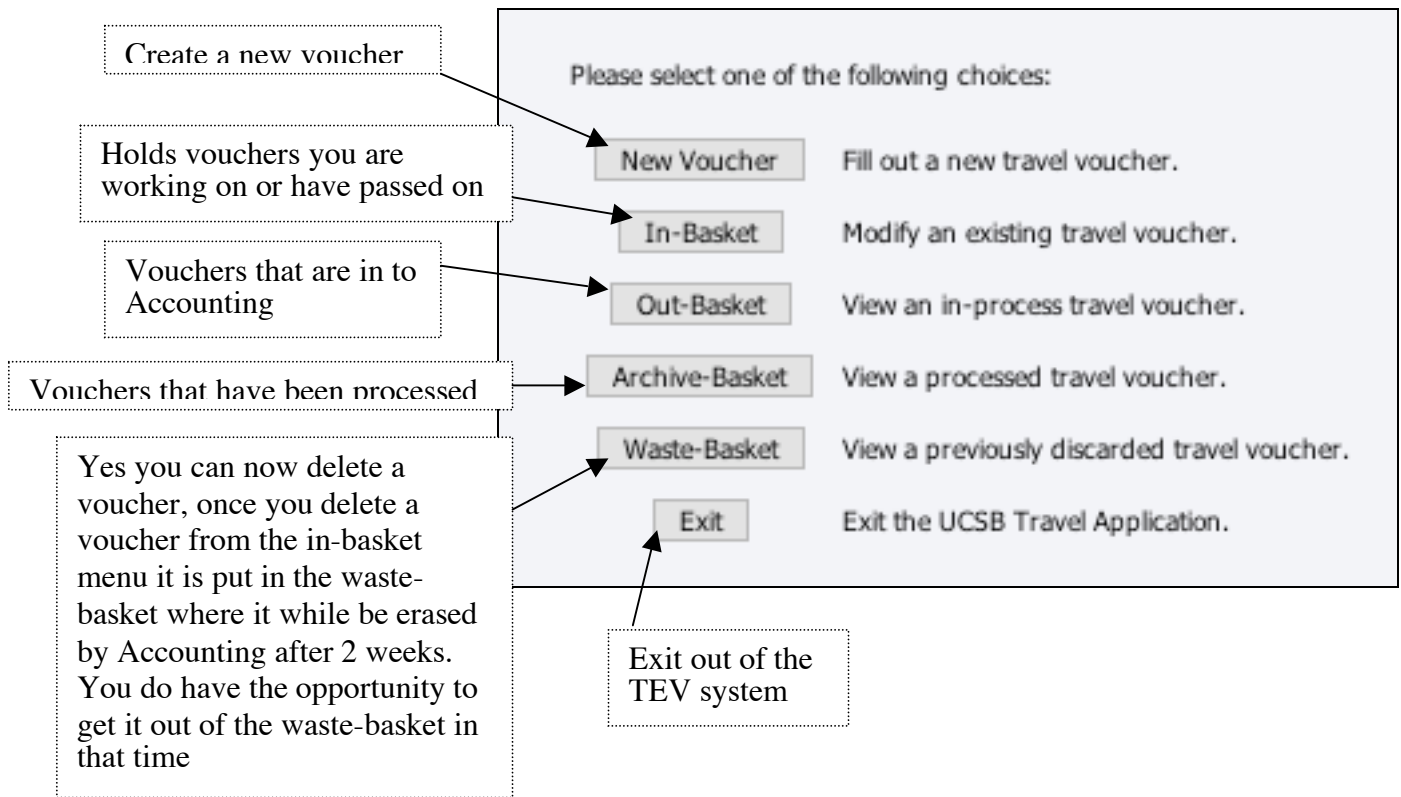 Create a new voucher
Please select one of the following choices:
Holds vouchers you are
working on or have passed on
New Voucher Fill out a new travel voucher.
In-Basket Modify an existing travel voucher.
Vouchers that are in to
Accounting
Out-Basket View an in-process travel voucher.
Vouchers that have been processed
Archive-Basket View a processed travel voucher.
Waste-Basket View a previously discarded travel voucher.
Yes you can now delete a
voucher, once you delete a
voucher from the in-basket
menu it is put in the waste-
basket where it while be erased
by Accounting after 2 weeks.
You do have the opportunity to
get it out of the waste-basket in
that time
Exit Exit the UCSB Travel Application.
Exit out of the
TEV system